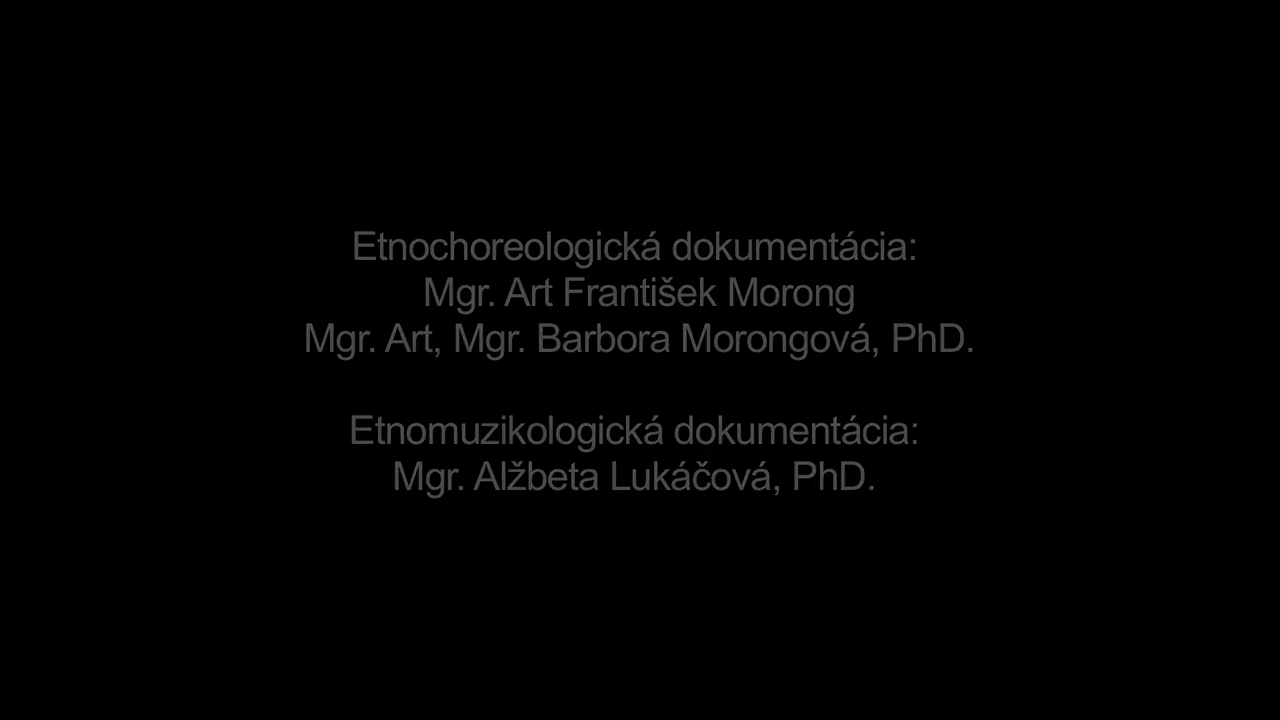 Etnochoreologická dokumentácia:
Mgr. Art František Morong
Mgr. Art, Mgr. Barbora Morongová, PhD.
Etnomuzikologická dokumentácia:
Mgr. Alžbeta Lukáčová, PhD.